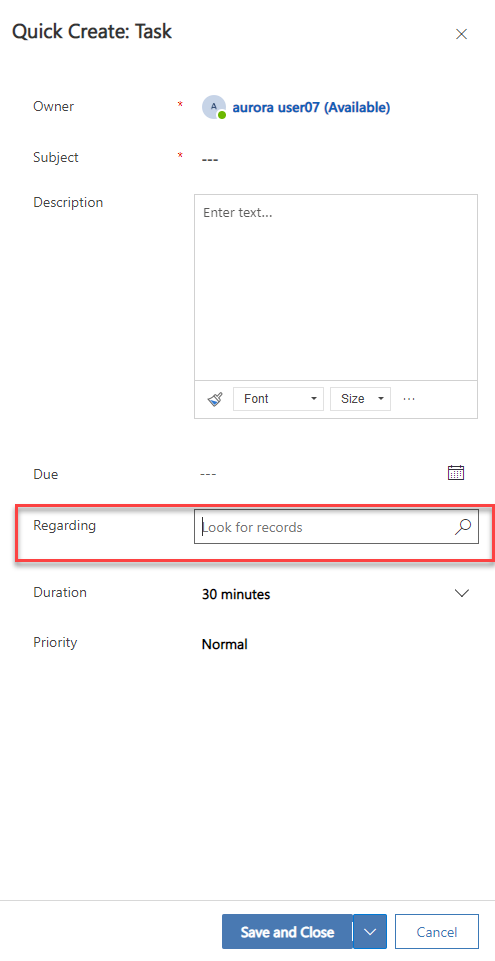 Quick Create: Task
Owner * A aurora user07 (Available)
Subject * ---
Description
Enter text...
Font Size ...
Due ---
Regarding Look for records
Duration 30 minutes
Priority Normal
Save and Close Cancel